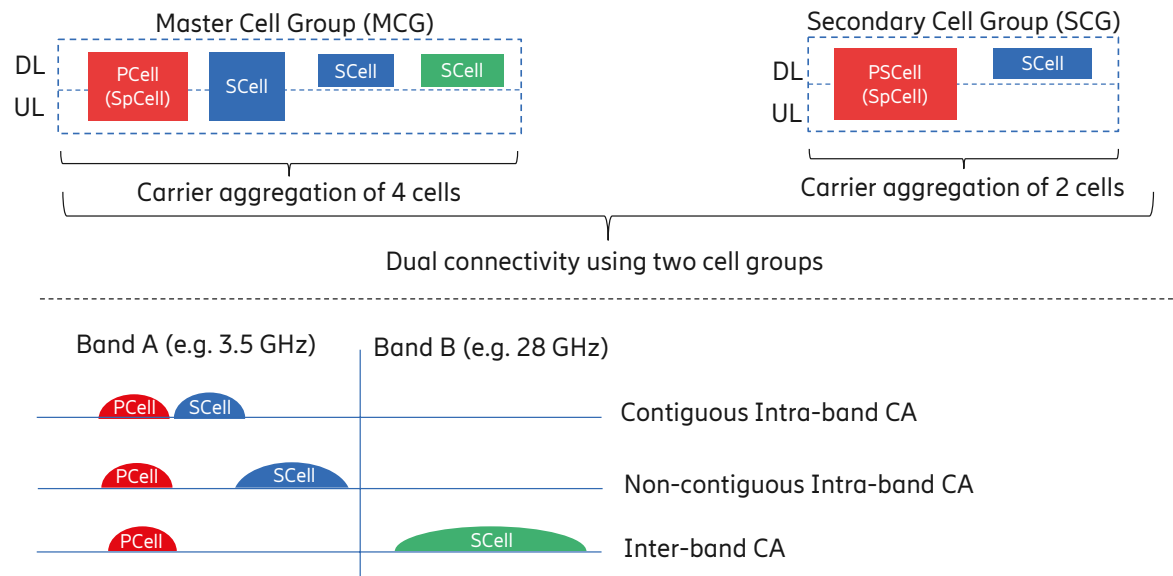 Master Cell Group (MCG)
Secondary Cell Group (SCG)
DL
UL
PCell
(SpCell)
SCell
SCell
SCell
DL
UL
PSCell
(SpCell)
SCell
Carrier aggregation of 4 cells
Carrier aggregation of 2 cells
Dual connectivity using two cell groups
Band A (e.g. 3.5 GHz)
Band B (e.g. 28 GHz)
PCell
SCell
Contiguous Intra-band CA
PCell
SCell
Non-contiguous Intra-band CA
PCell
SCell
Inter-band CA